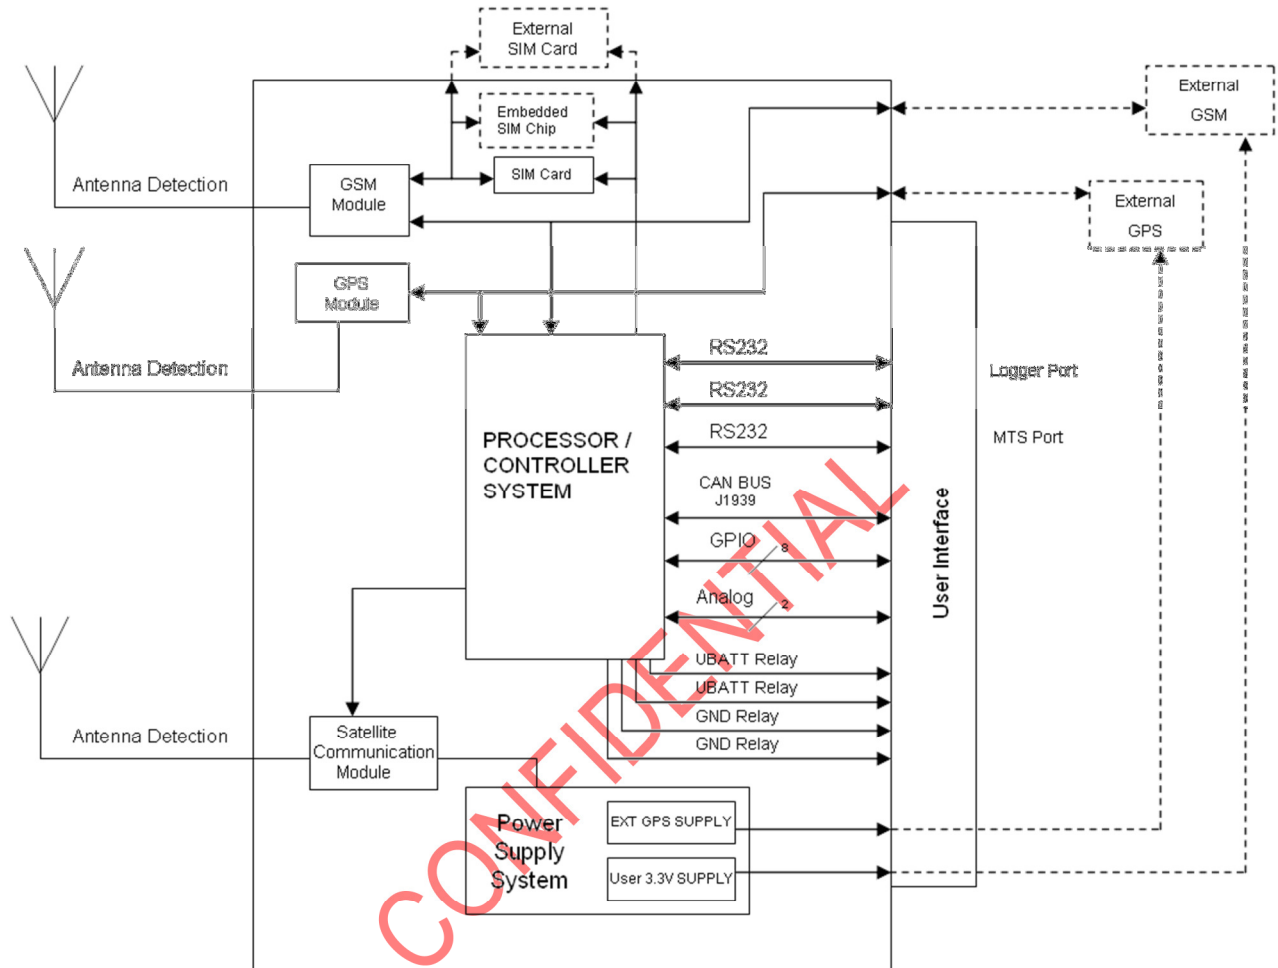 External
SIM Card
External
GSM
Embedded
SIM Chip
SIM Card
Antenna Detection
GSM
Module
External
GPS
GPS
Module
Antenna Detection
RS232
RS232
RS232
Logger Port
MTS Port
PROCESSOR /
CONTROLLER
SYSTEM
CAN BUS
J1939
GPIO
8
Analog
2
User Interface
UBATT Relay
UBATT Relay
GND Relay
GND Relay
Antenna Detection
Satellite
Communication
Module
Power
Supply
System
EXT GPS SUPPLY
User 3.3V SUPPLY
CONFIDENTIAL